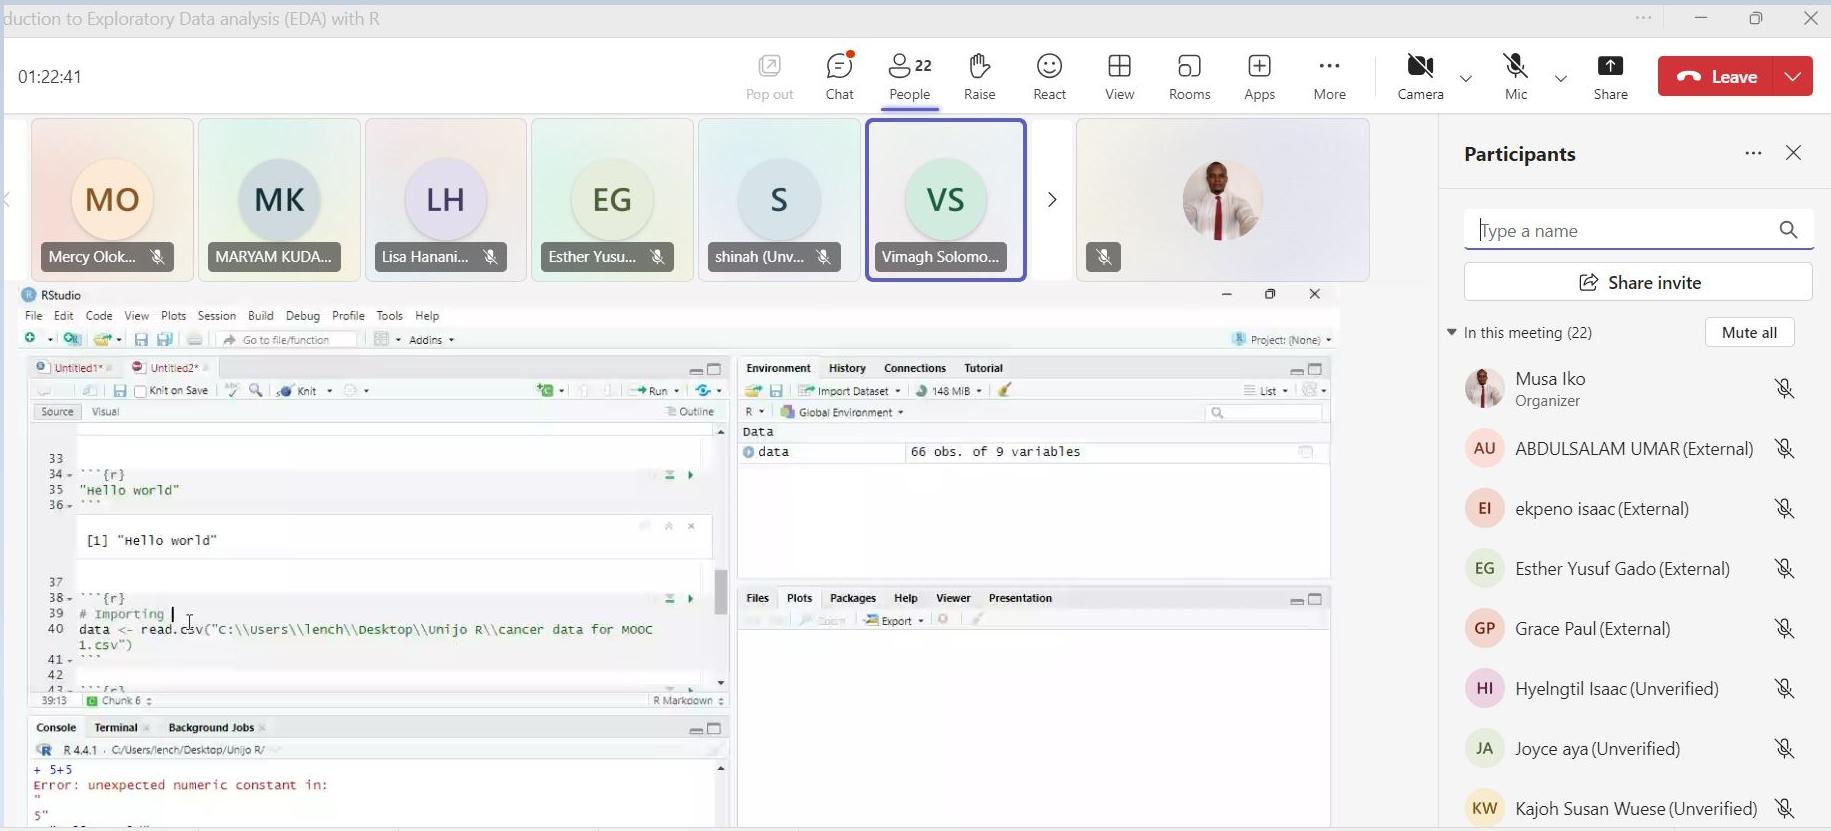 duction to Exploratory Data analysis (EDA) with R
01:22:41
Pop out
Chat
22
People
Raise
React
View
Rooms
Apps
More
Camera
Mic
Share
Leave
MO
Mercy Olok...
MK
MARYAM KUDA...
LH
Lisa Hanani...
EG
Esther Yusu...
S
shinah (Unv...
VS
Vimagh Solomo...
Participants
Type a name
Share invite
In this meeting (22)
Mute all
Musa Iko
Organizer
AU
ABDULSALAM UMAR (External)
EI
ekpeno isaac (External)
EG
Esther Yusuf Gado (External)
GP
Grace Paul (External)
HI
Hyelngtil Isaac (Unverified)
JA
Joyce aya (Unverified)
KW
Kajoh Susan Wuese (Unverified)
RStudio
File Edit Code View Plots Session Build Debug Profile Tools Help
Go to file/function
Addins
Project: (None)
Untitled1*
Untitled2*
Knit on Save
ABC
Knit
Run
Source
Visual
Outline
33
34 ```{r}
35 "Hello world"
36 ```
[1] "Hello world"
37
38 ```{r}
39 # Importing
40 data <- read.csv("C:\\Users\\lench\\Desktop\\Unijo R\\cancer data for MOOC
1.csv")
41 ```
42
43 ```{r}
39:13
Chunk 6
R Markdown
Console
Terminal
Background Jobs
R 4.4.1 · C:/Users/lench/Desktop/Unijo R/
+ 5+5
Error: unexpected numeric constant in:
"
5"
Environment
History
Connections
Tutorial
Import Dataset
148 MiB
List
R
Global Environment
Data
data
66 obs. of 9 variables
Files
Plots
Packages
Help
Viewer
Presentation
Zoom
Export